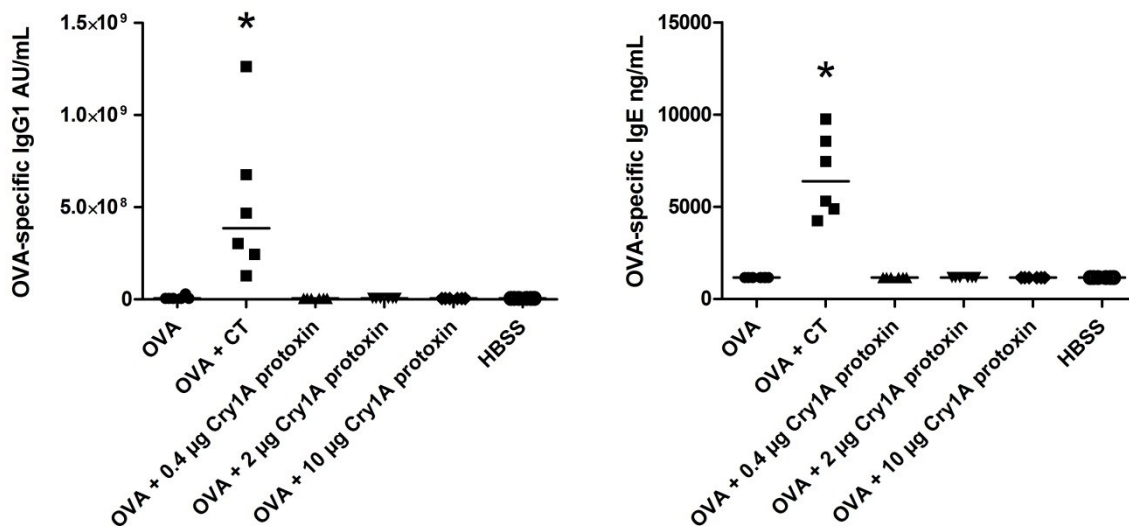 OVA-specific IgG1 AU/mL
*
1.5×10⁹
1.0×10⁹
5.0×10⁸
0
OVA
OVA + CT
OVA + 0.4 µg Cry1A protoxin
OVA + 2 µg Cry1A protoxin
OVA + 10 µg Cry1A protoxin
HBSS
OVA-specific IgE ng/mL
*
15000
10000
5000
0
OVA
OVA + CT
OVA + 0.4 µg Cry1A protoxin
OVA + 2 µg Cry1A protoxin
OVA + 10 µg Cry1A protoxin
HBSS